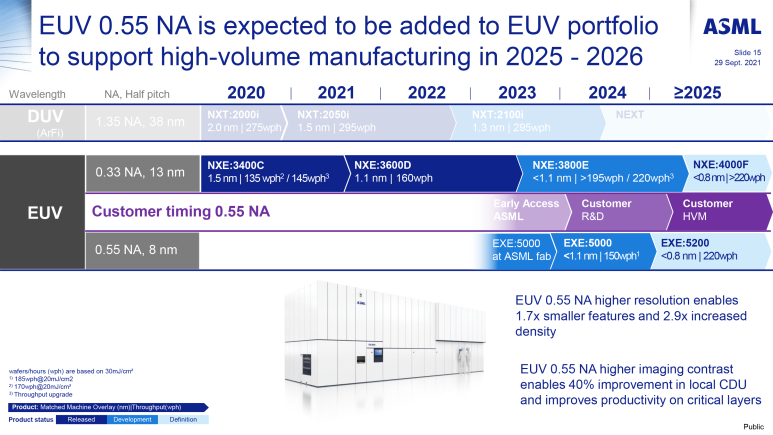 EUV 0.55 NA is expected to be added to EUV portfolio
to support high-volume manufacturing in 2025 - 2026
ASML
Slide 15
29 Sept. 2021
Wavelength NA, Half pitch 2020 | 2021 | 2022 | 2023 | 2024 | ≥2025
DUV
(ArFi)
1.35 NA, 38 nm
NXT:2000i
2.0 nm | 275wph
NXT:2050i
1.5 nm | 295wph
NXT:2100i
1.3 nm | 295wph
NEXT
EUV
0.33 NA, 13 nm
NXE:3400C
1.5 nm | 135 wph² / 145wph³
NXE:3600D
1.1 nm | 160wph
NXE:3800E
<1.1 nm | >195wph / 220wph³
NXE:4000F
<0.8 nm | >220wph
Customer timing 0.55 NA
Early Access
ASML
Customer
R&D
Customer
HVM
0.55 NA, 8 nm
EXE:5000
at ASML fab
EXE:5000
<1.1 nm | 150wph¹
EXE:5200
<0.8 nm | 220wph
EUV 0.55 NA higher resolution enables
1.7x smaller features and 2.9x increased
density
EUV 0.55 NA higher imaging contrast
enables 40% improvement in local CDU
and improves productivity on critical layers
wafers/hours (wph) are based on 30mJ/cm²
¹⁾ 185wph@20mJ/cm2
²⁾ 170wph@20mJ/cm²
³⁾ Throughput upgrade
Product: Matched Machine Overlay (nm)|Throughput(wph)
Product status Released Development Definition
Public